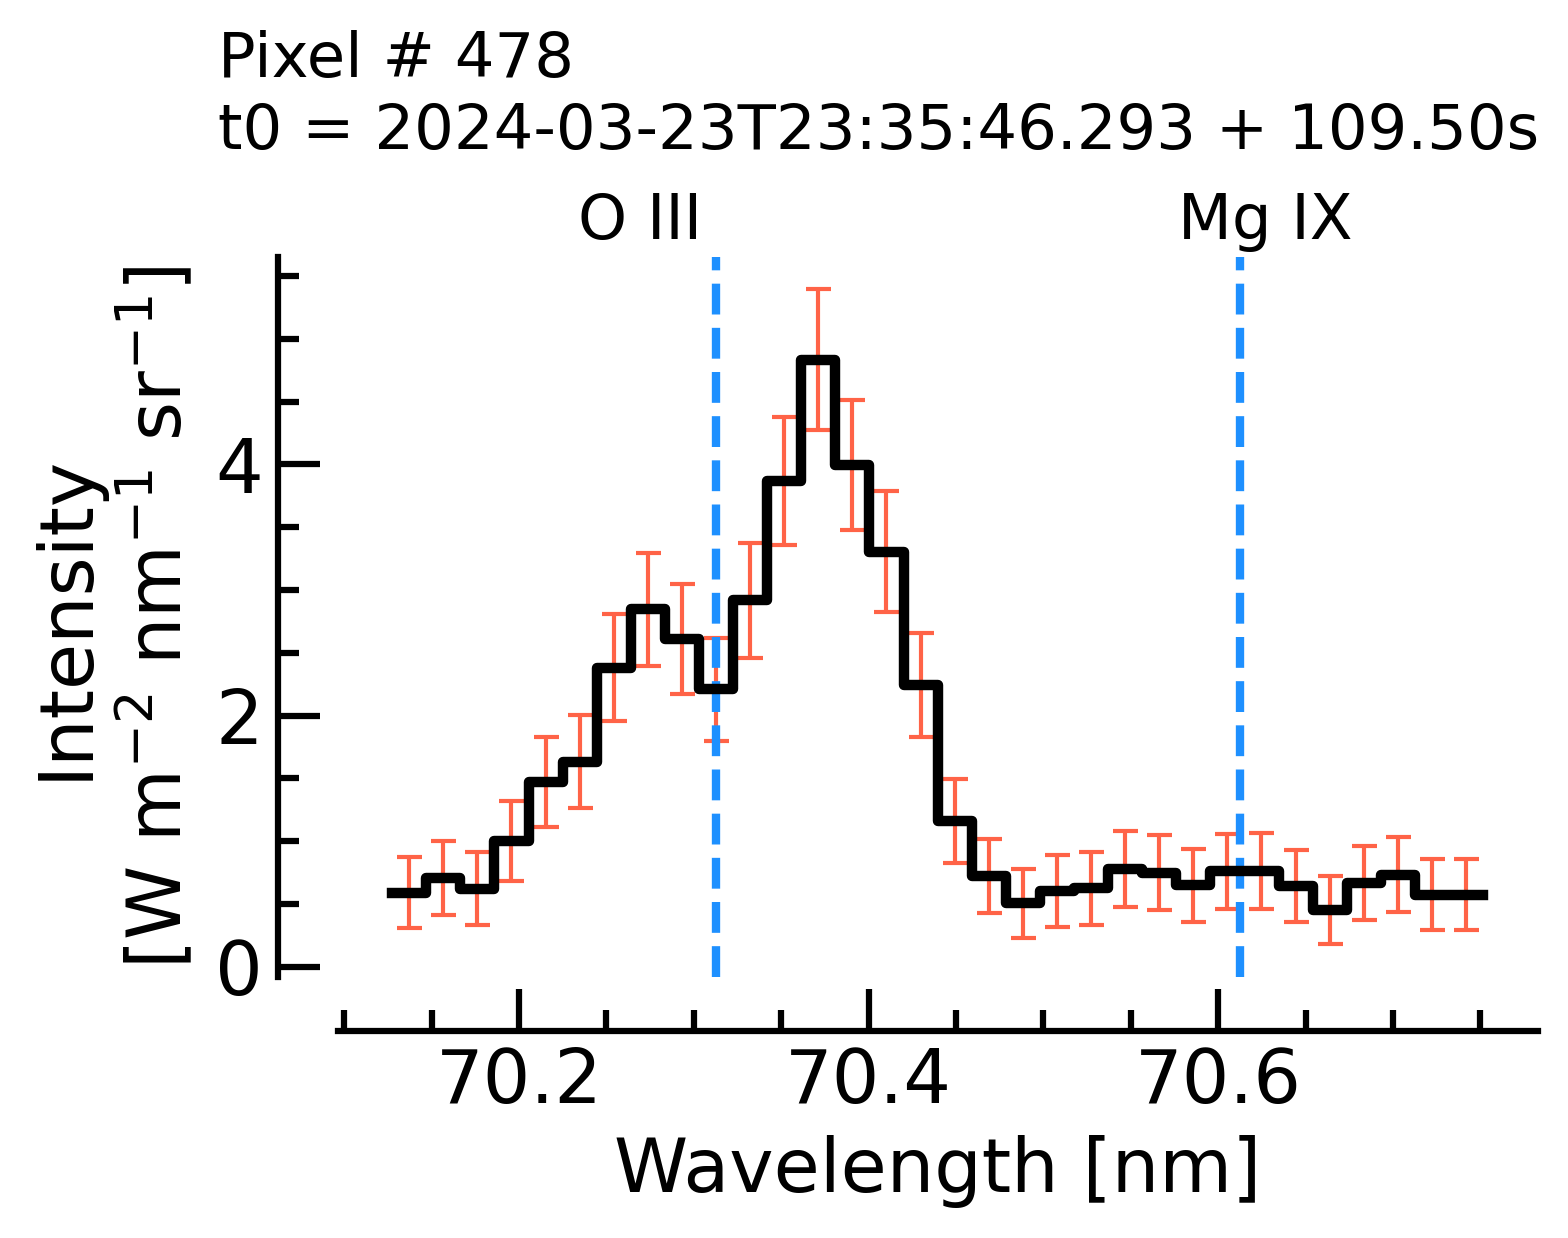 Pixel # 478
t0 = 2024-03-23T23:35:46.293 + 109.50s
O III
Mg IX
Intensity
[W m⁻² nm⁻¹ sr⁻¹]
4
2
0
70.2 70.4 70.6
Wavelength [nm]